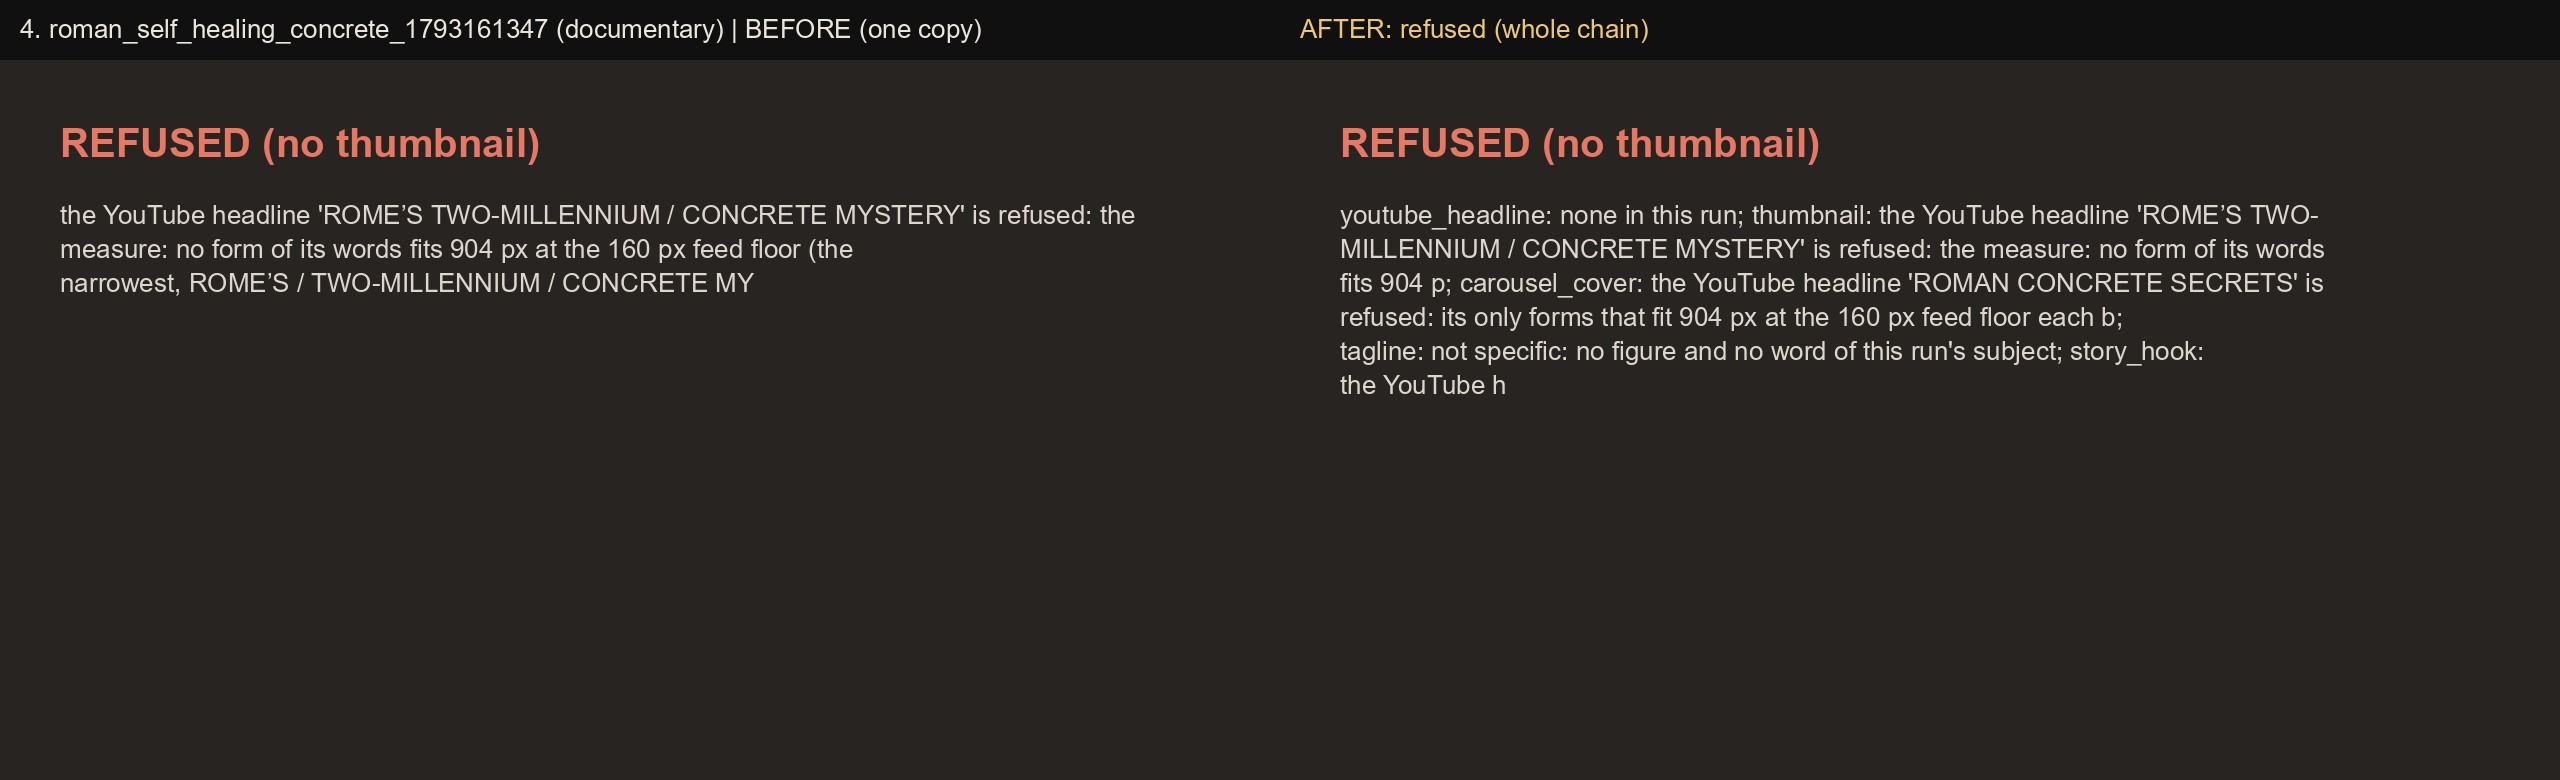 4. roman_self_healing_concrete_1793161347 (documentary) | BEFORE (one copy)
AFTER: refused (whole chain)
REFUSED (no thumbnail)
the YouTube headline 'ROME’S TWO-MILLENNIUM / CONCRETE MYSTERY' is refused: the
measure: no form of its words fits 904 px at the 160 px feed floor (the
narrowest, ROME’S / TWO-MILLENNIUM / CONCRETE MY
REFUSED (no thumbnail)
youtube_headline: none in this run; thumbnail: the YouTube headline 'ROME’S TWO-
MILLENNIUM / CONCRETE MYSTERY' is refused: the measure: no form of its words
fits 904 p; carousel_cover: the YouTube headline 'ROMAN CONCRETE SECRETS' is
refused: its only forms that fit 904 px at the 160 px feed floor each b;
tagline: not specific: no figure and no word of this run's subject; story_hook:
the YouTube h